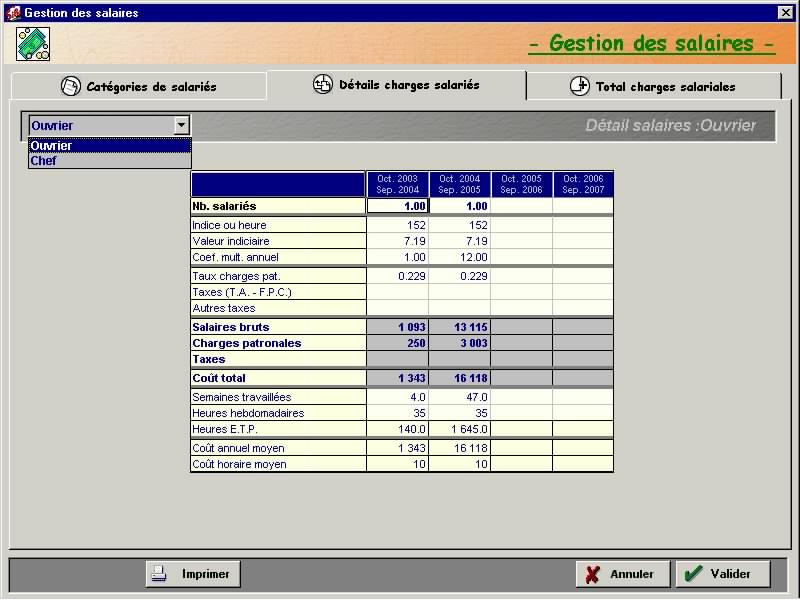 Gestion des salaires
- Gestion des salaires -
Catégories de salariés Détails charges salariés Total charges salariales
Ouvrier Détail salaires :Ouvrier
Ouvrier
Chef
Oct. 2003 Oct. 2004 Oct. 2005 Oct. 2006
Sep. 2004 Sep. 2005 Sep. 2006 Sep. 2007
Nb. salariés 1.00 1.00
Indice ou heure 152 152
Valeur indiciaire 7.19 7.19
Coef. mult. annuel 1.00 12.00
Taux charges pat. 0.229 0.229
Taxes (T.A. - F.P.C.)
Autres taxes
Salaires bruts 1 093 13 115
Charges patronales 250 3 003
Taxes
Coût total 1 343 16 118
Semaines travaillées 4.0 47.0
Heures hebdomadaires 35 35
Heures E.T.P. 140.0 1 645.0
Coût annuel moyen 1 343 16 118
Coût horaire moyen 10 10
Imprimer Annuler Valider